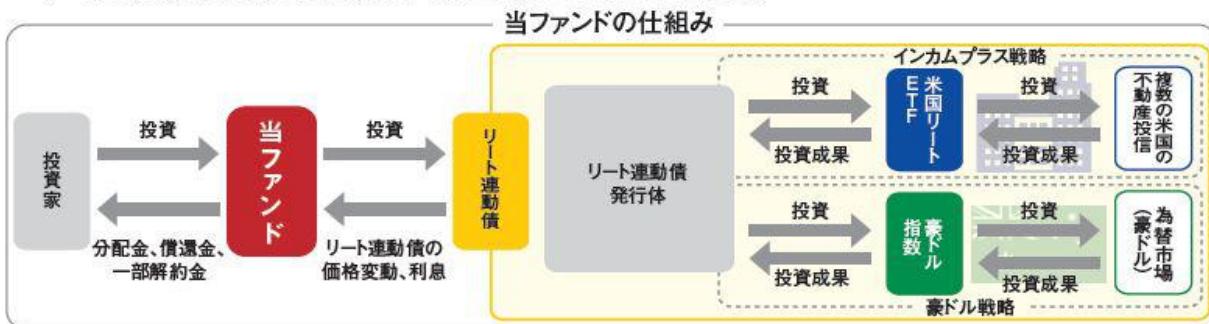 当ファンドの仕組み
投資家
投資
分配金、償還金、
一部解約金
当ファンド
投資
リート連動債の
価格変動、利息
リート連動債
リート連動債
発行体
インカムプラス戦略
投資
投資成果
米国リート
ETF
投資
投資成果
複数の米国の
不動産投信
投資
投資成果
豪ドル
指数
投資
投資成果
為替市場
(豪ドル)
豪ドル戦略